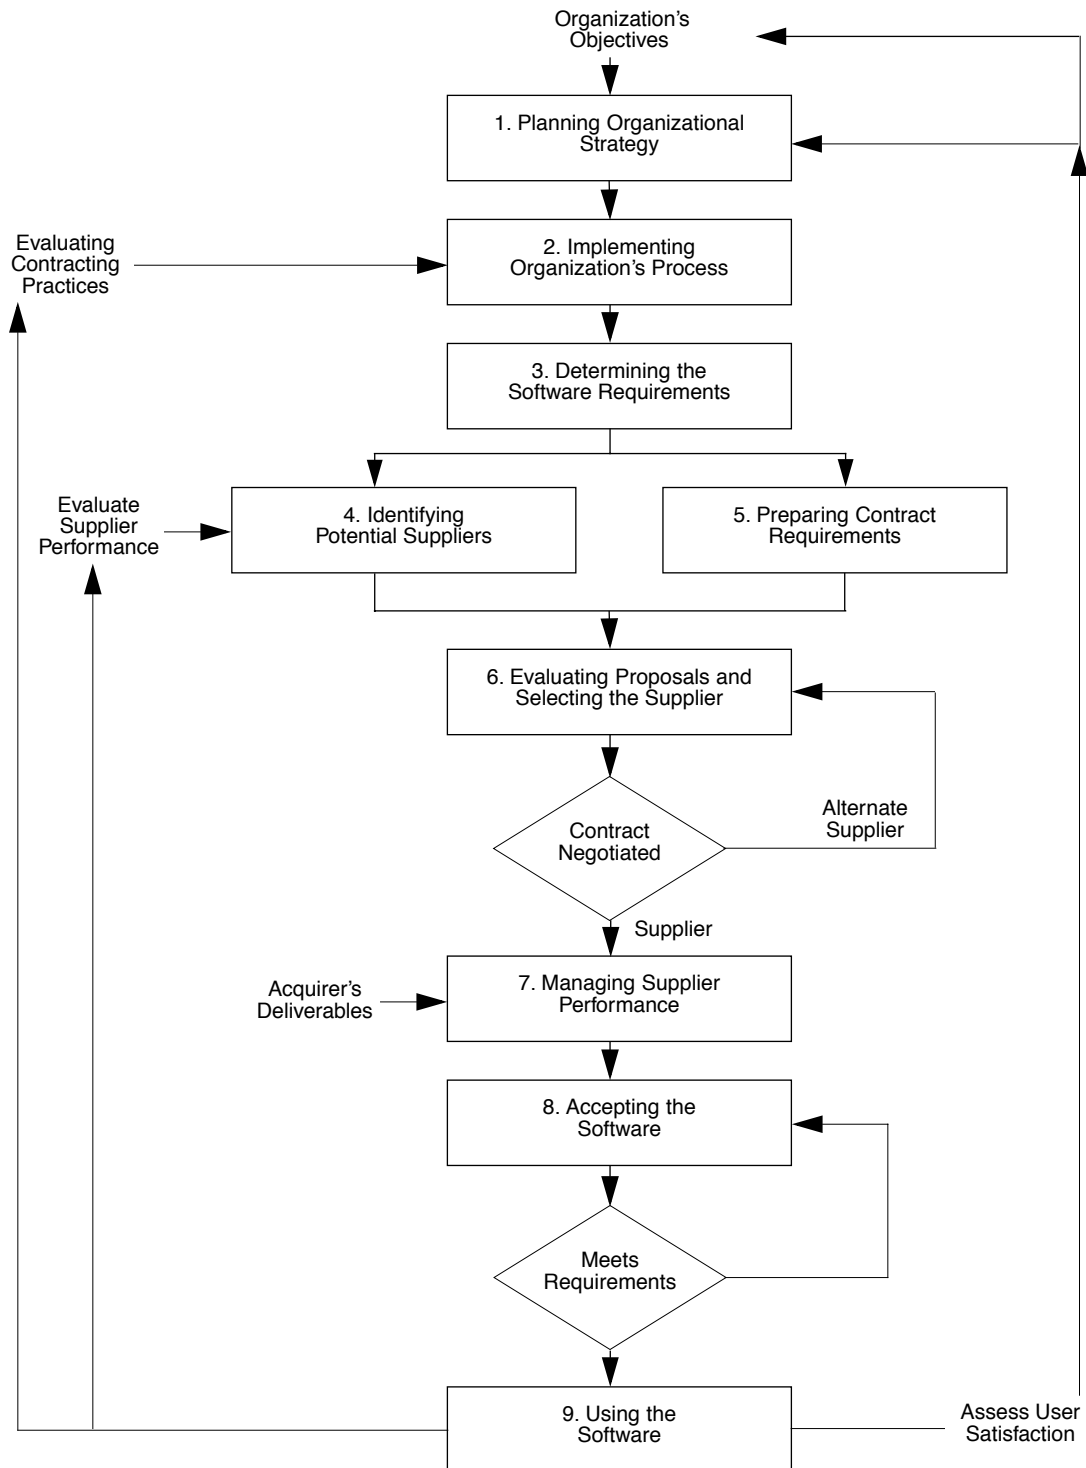 Organization’s
Objectives
1. Planning Organizational
Strategy
Evaluating
Contracting
Practices
2. Implementing
Organization’s Process
3. Determining the
Software Requirements
Evaluate
Supplier
Performance
4. Identifying
Potential Suppliers
5. Preparing Contract
Requirements
6. Evaluating Proposals and
Selecting the Supplier
Alternate
Supplier
Contract
Negotiated
Supplier
Acquirer’s
Deliverables
7. Managing Supplier
Performance
8. Accepting the
Software
Meets
Requirements
9. Using the
Software
Assess User
Satisfaction